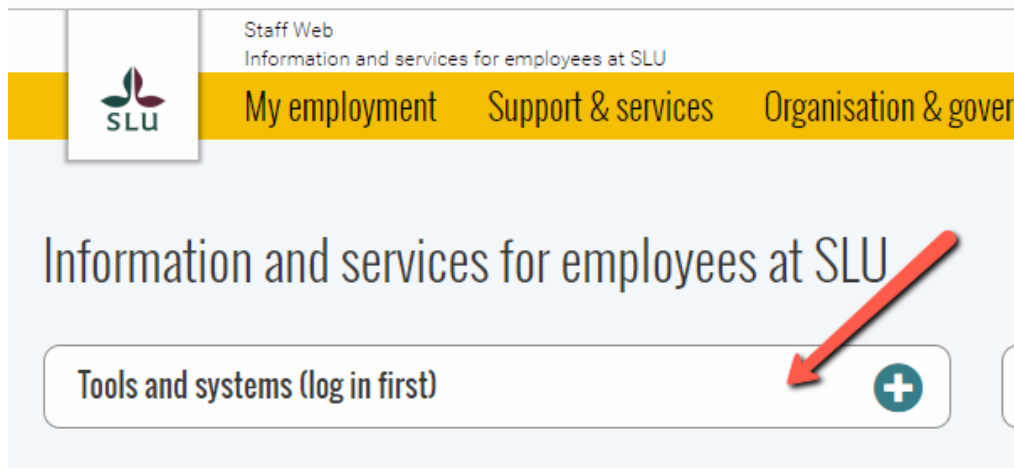 Staff Web
Information and services for employees at SLU
SLU
My employment Support & services Organisation &
Information and services for employees at SLU
Tools and systems (log in first)